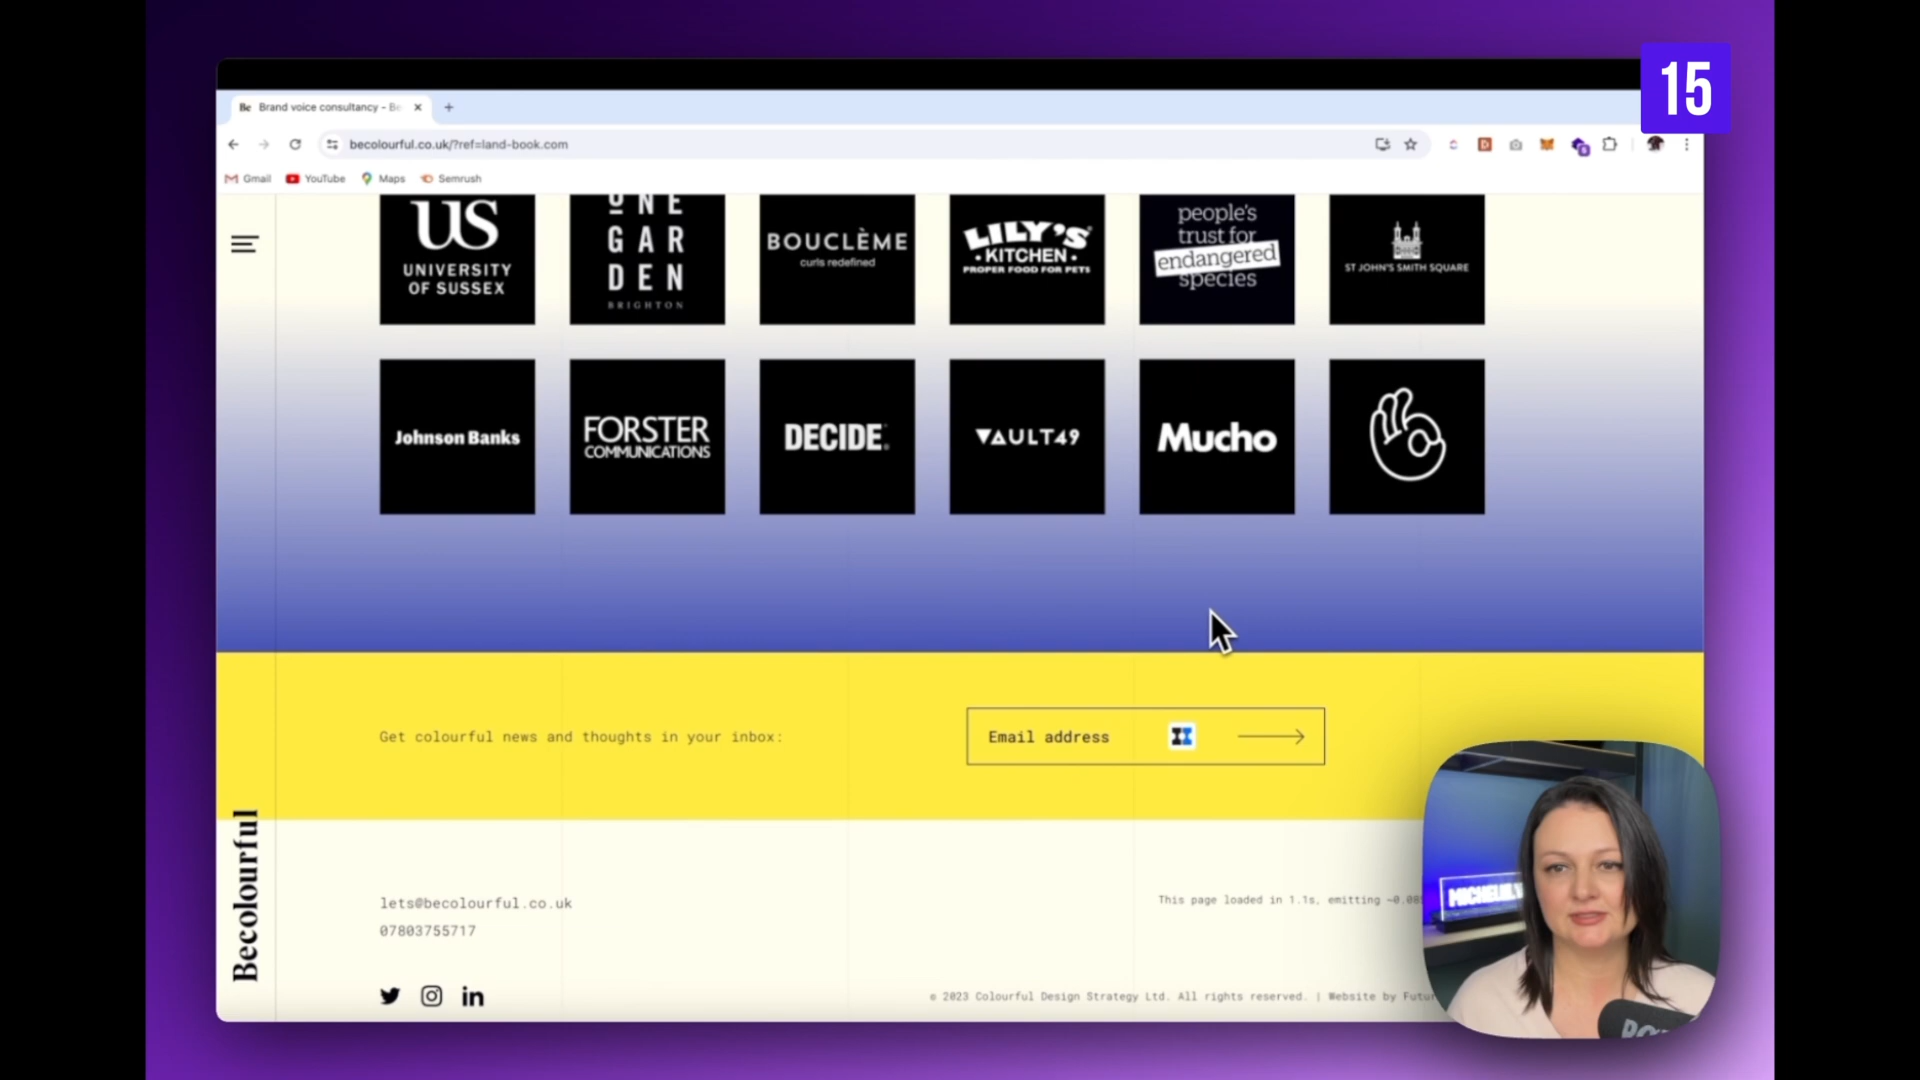 15
Be Brand voice consultancy - Be
becolourful.co.uk/?ref=land-book.com
Gmail YouTube Maps Semrush
US
UNIVERSITY
OF SUSSEX
ONE
GAR
DEN
BRIGHTON
BOUCLÈME
curls redefined
LILY'S
KITCHEN
PROPER FOOD FOR PETS
people's
trust for
endangered
species
ST JOHN'S SMITH SQUARE
Johnson Banks
FORSTER
COMMUNICATIONS
DECIDE
VAULT49
Mucho
Get colourful news and thoughts in your inbox:
Email address
Becolourful
lets@becolourful.co.uk
07803755717
This page loaded in 1.1s, emitting
© 2023 Colourful Design Strategy Ltd. All rights reserved. | Website by